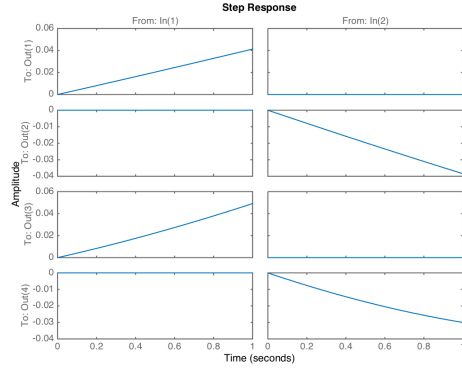 Step Response
From: In(1)
From: In(2)
To: Out(1)
0.06
0.04
0.02
0
To: Out(2)
0
-0.01
-0.02
-0.03
-0.04
Amplitude
To: Out(3)
0.06
0.04
0.02
0
To: Out(4)
0
-0.01
-0.02
-0.03
-0.04
0 0.2 0.4 0.6 0.8 1
0 0.2 0.4 0.6 0.8 1
Time (seconds)